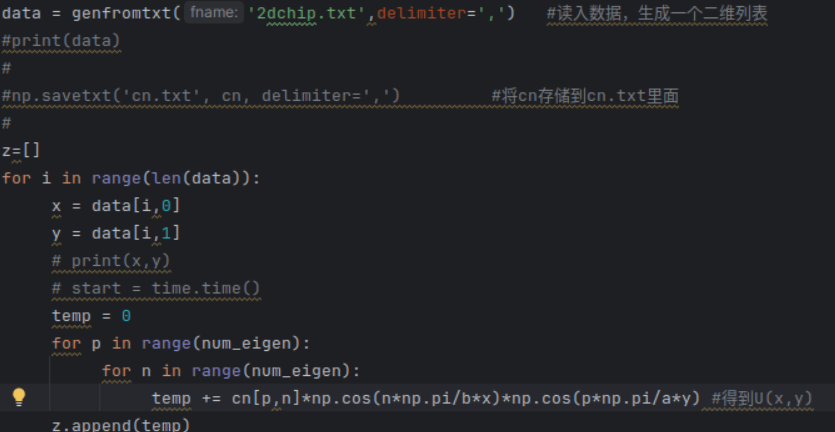 data = genfromtxt( fname: '2dchip.txt',delimiter=',') #读入数据，生成一个二维列表
#print(data)
#
#np.savetxt('cn.txt', cn, delimiter=',') #将cn存储到cn.txt里面
#
z=[]
for i in range(len(data)):
x = data[i,0]
y = data[i,1]
# print(x,y)
# start = time.time()
temp = 0
for p in range(num_eigen):
for n in range(num_eigen):
temp += cn[p,n]*np.cos(n*np.pi/b*x)*np.cos(p*np.pi/a*y) #得到U(x,y)
z.append(temp)